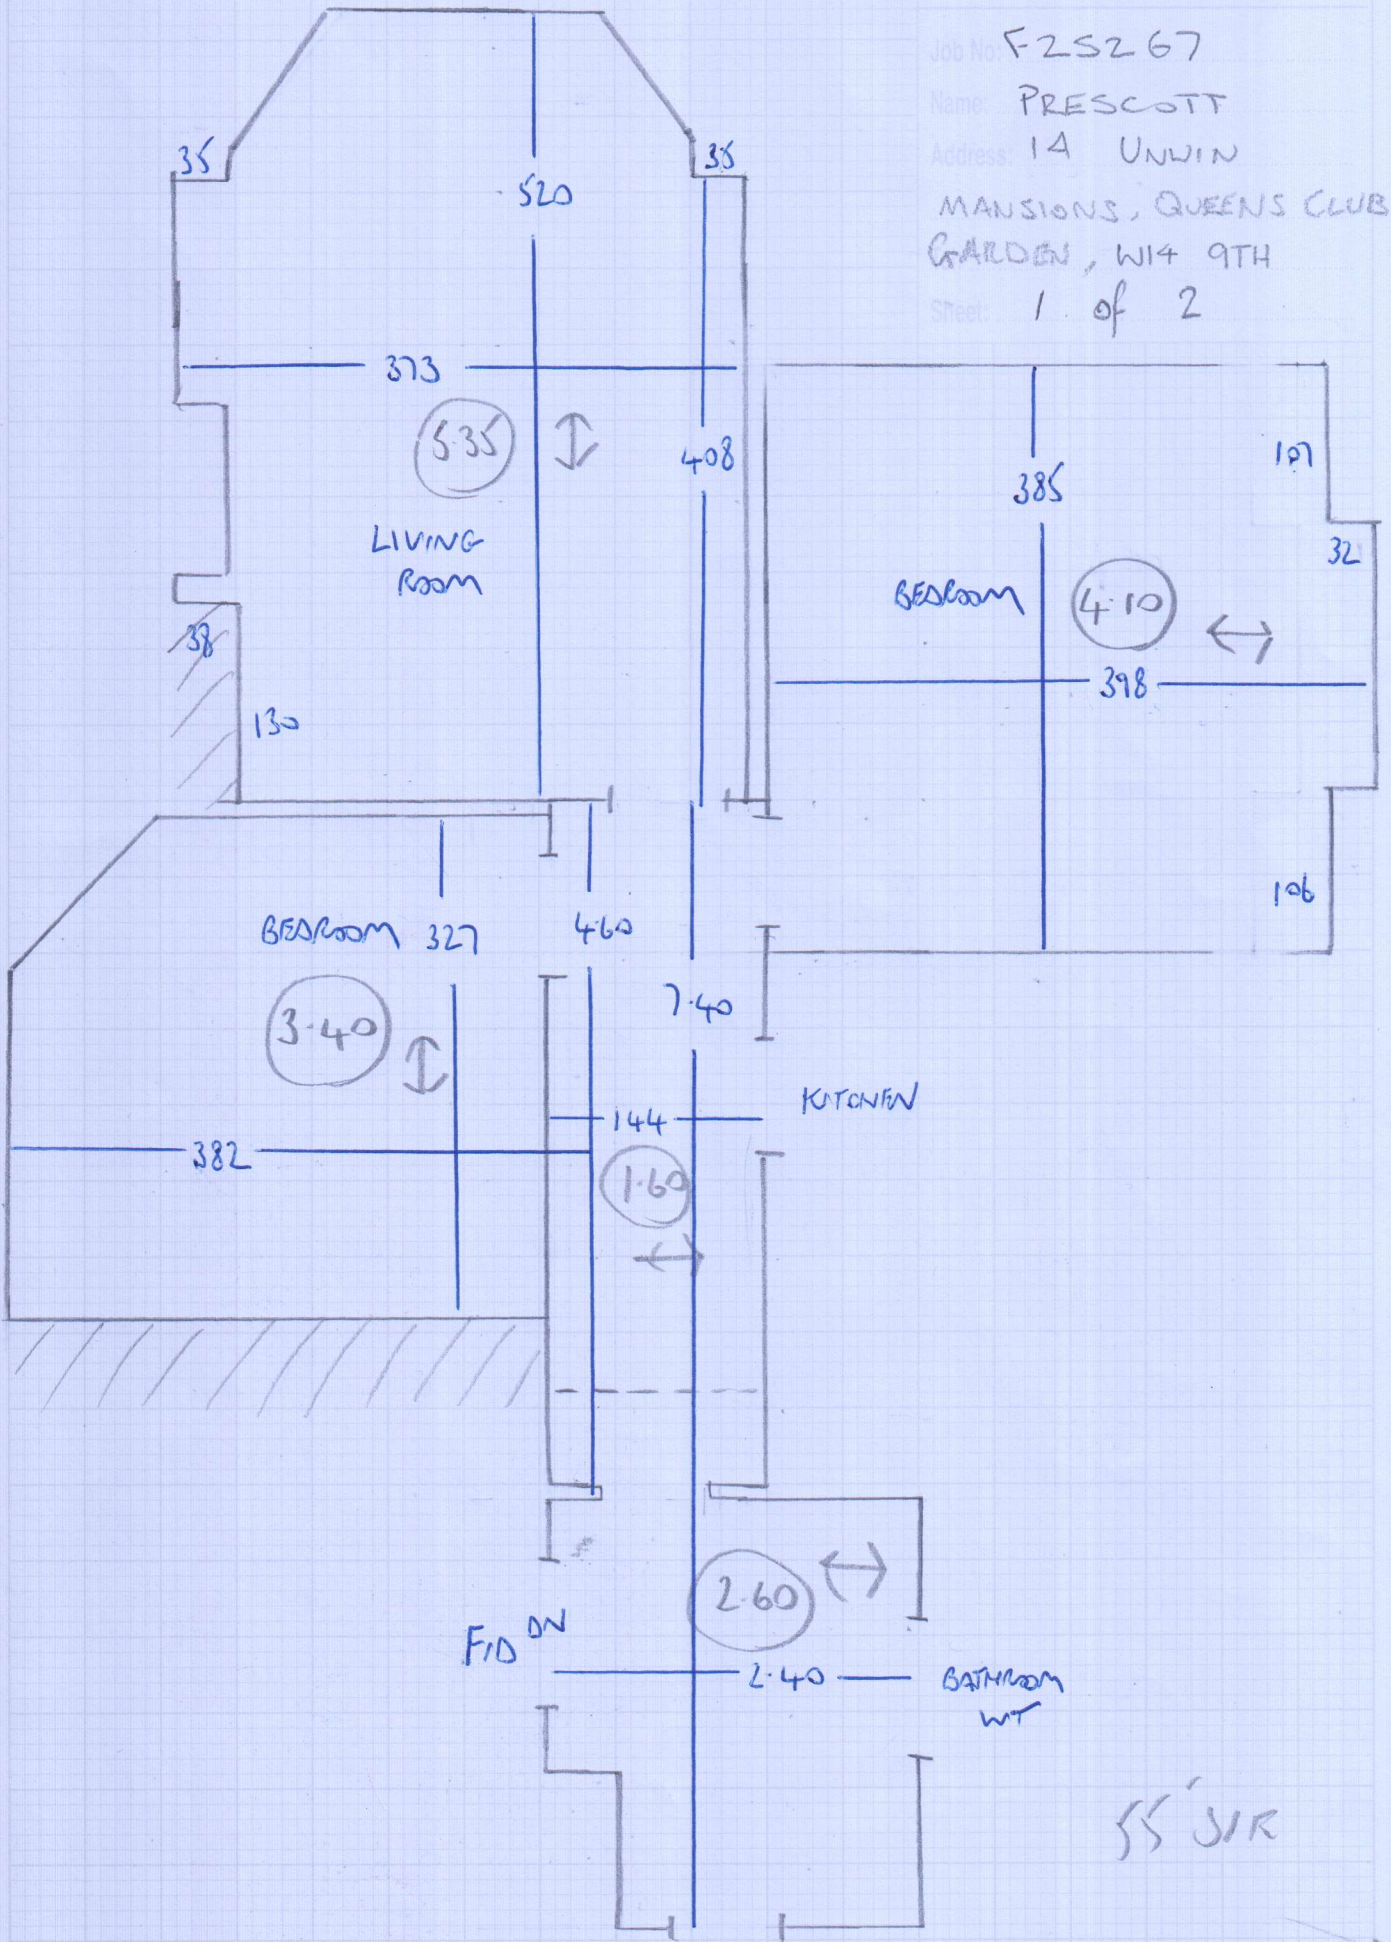 Job No: F25267
Name: PRESCOTT
Address: 1A UNWIN
MANSIONS, QUEENS CLUB
GARDEN, W14 9TH
Sheet: 1 of 2
35
520
36
373
5.35
408
LIVING
ROOM
38
130
385
107
32
BEDROOM
4.10
398
106
BEDROOM
327
460
7.40
3.40
382
144
KITCHEN
1.60
2.60
F/D DN
2.40
BATHROOM
WT
55'